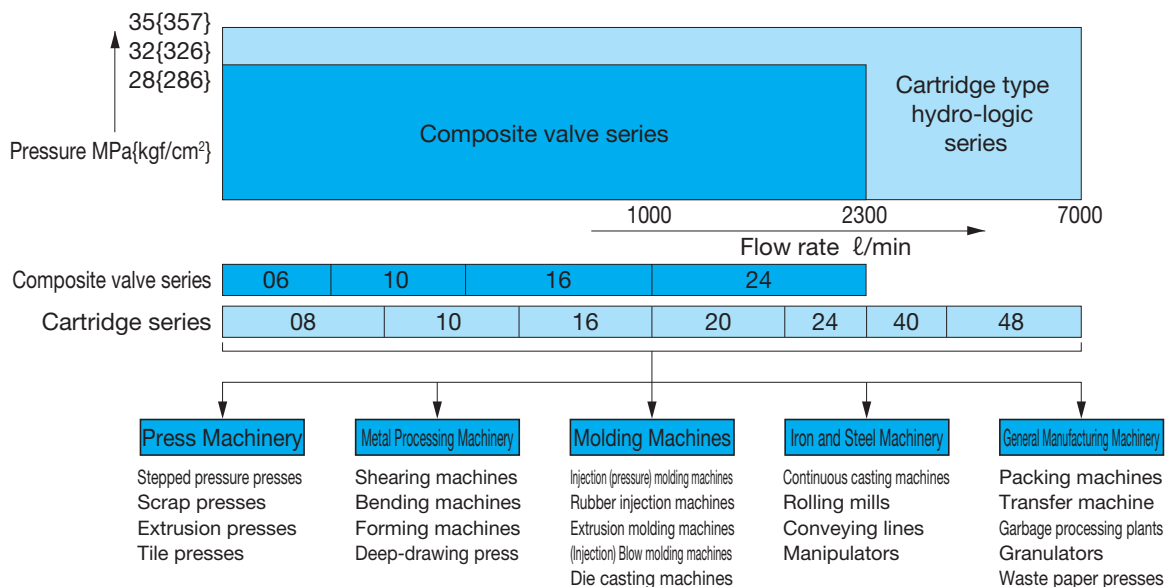 35{357}
32{326}
28{286}
Pressure MPa{kgf/cm²}
Composite valve series
Cartridge type
hydro-logic
series
1000 2300 7000
Flow rate ℓ/min
Composite valve series 06 10 16 24
Cartridge series 08 10 16 20 24 40 48
Press Machinery
Stepped pressure presses
Scrap presses
Extrusion presses
Tile presses
Metal Processing Machinery
Shearing machines
Bending machines
Forming machines
Deep-drawing press
Molding Machines
Injection (pressure) molding machines
Rubber injection machines
Extrusion molding machines
(Injection) Blow molding machines
Die casting machines
Iron and Steel Machinery
Continuous casting machines
Rolling mills
Conveying lines
Manipulators
General Manufacturing Machinery
Packing machines
Transfer machine
Garbage processing plants
Granulators
Waste paper presses